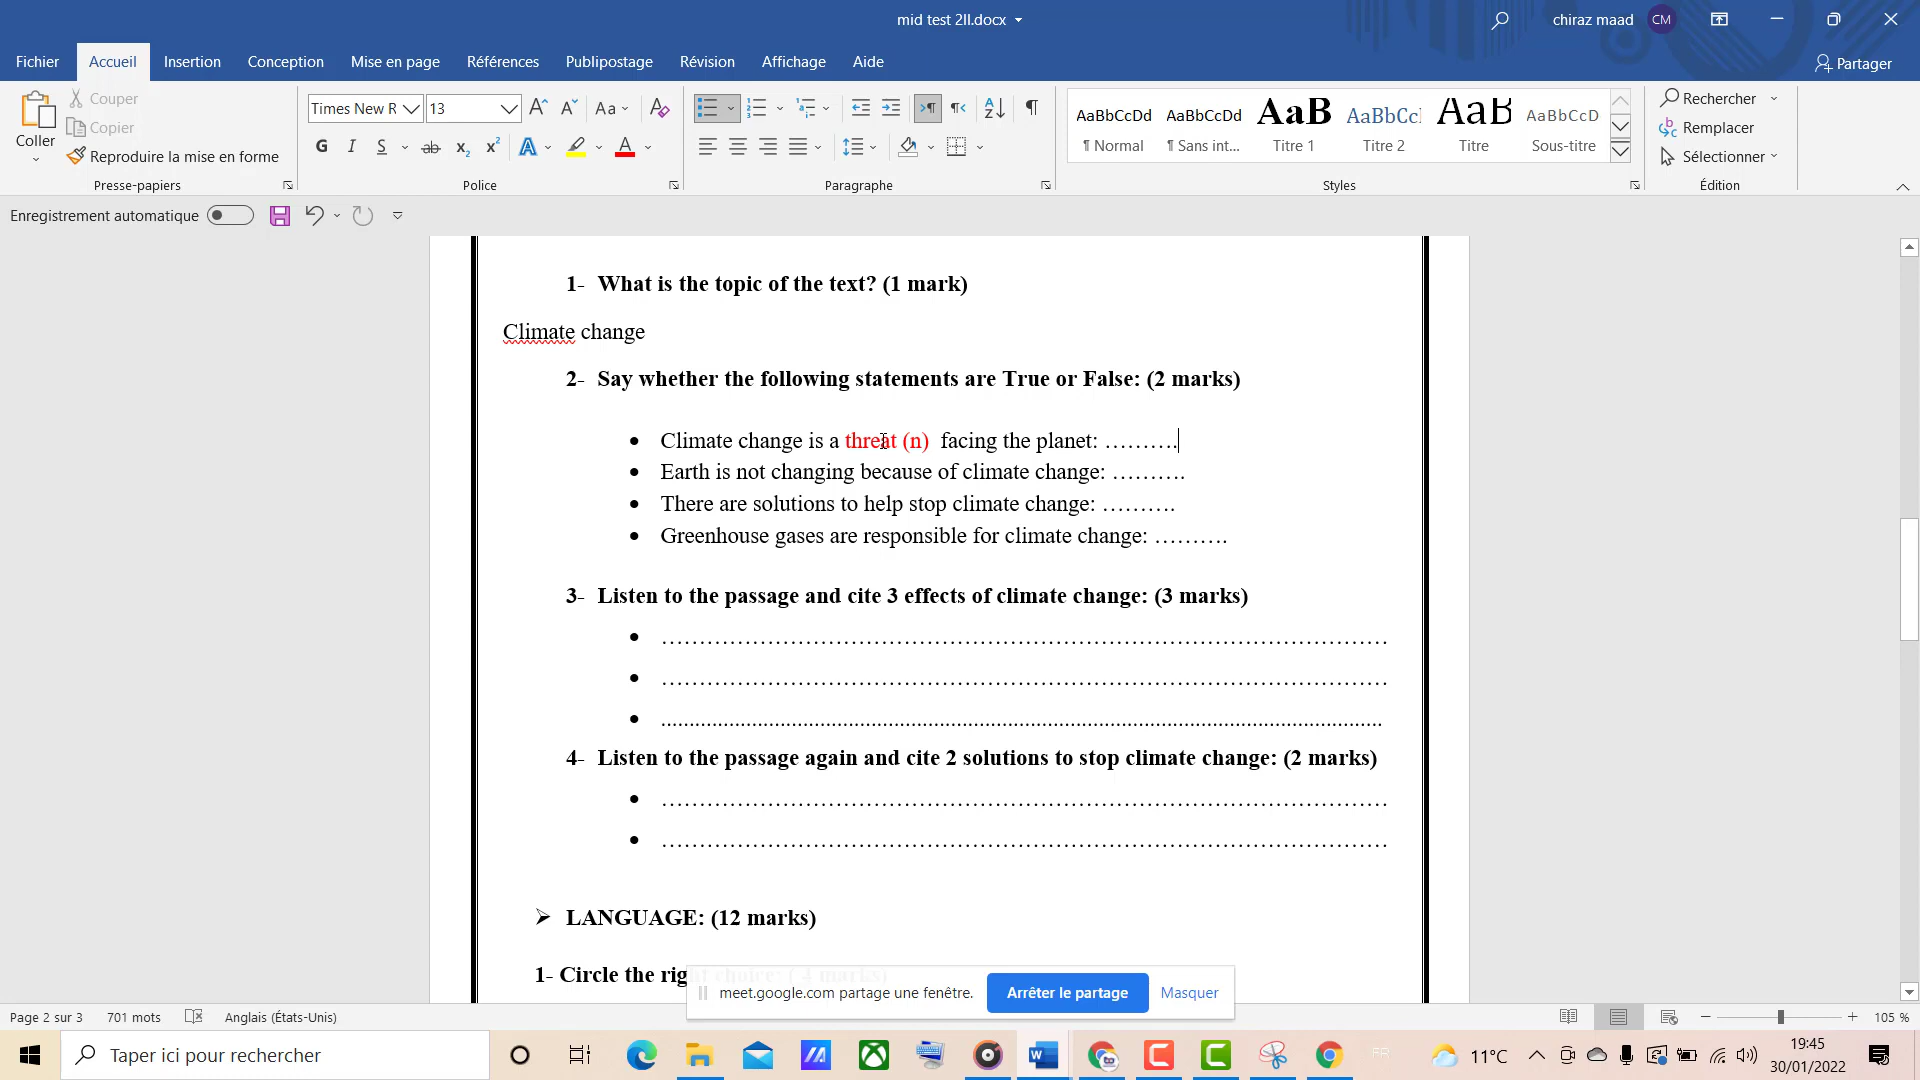 mid test 2II.docx
chiraz maad CM
Fichier Accueil Insertion Conception Mise en page Références Publipostage Révision Affichage Aide Partager
Coller Couper
Copier
Reproduire la mise en forme
Presse-papiers
Times New R 13
Aa
G I S ab x₂ x² A A
Police
Paragraphe
AaBbCcDd AaBbCcDd AaB AaBbCc AaB AaBbCcD
¶ Normal ¶ Sans int... Titre 1 Titre 2 Titre Sous-titre
Styles
Rechercher
Remplacer
Sélectionner
Édition
Enregistrement automatique
1- What is the topic of the text? (1 mark)
Climate change
2- Say whether the following statements are True or False: (2 marks)
• Climate change is a threat (n) facing the planet: ……….
• Earth is not changing because of climate change: ……….
• There are solutions to help stop climate change: ……….
• Greenhouse gases are responsible for climate change: ……….
3- Listen to the passage and cite 3 effects of climate change: (3 marks)
• ……………………………………………………………………………………
• ……………………………………………………………………………………
• ......................................................................................................................
4- Listen to the passage again and cite 2 solutions to stop climate change: (2 marks)
• ……………………………………………………………………………………
• ……………………………………………………………………………………
➢ LANGUAGE: (12 marks)
1- Circle the right choice: ( 4 marks)
meet.google.com partage une fenêtre. Arrêter le partage Masquer
Page 2 sur 3 701 mots Anglais (États-Unis) 105 %
Taper ici pour rechercher
FR
11°C
19:45
30/01/2022